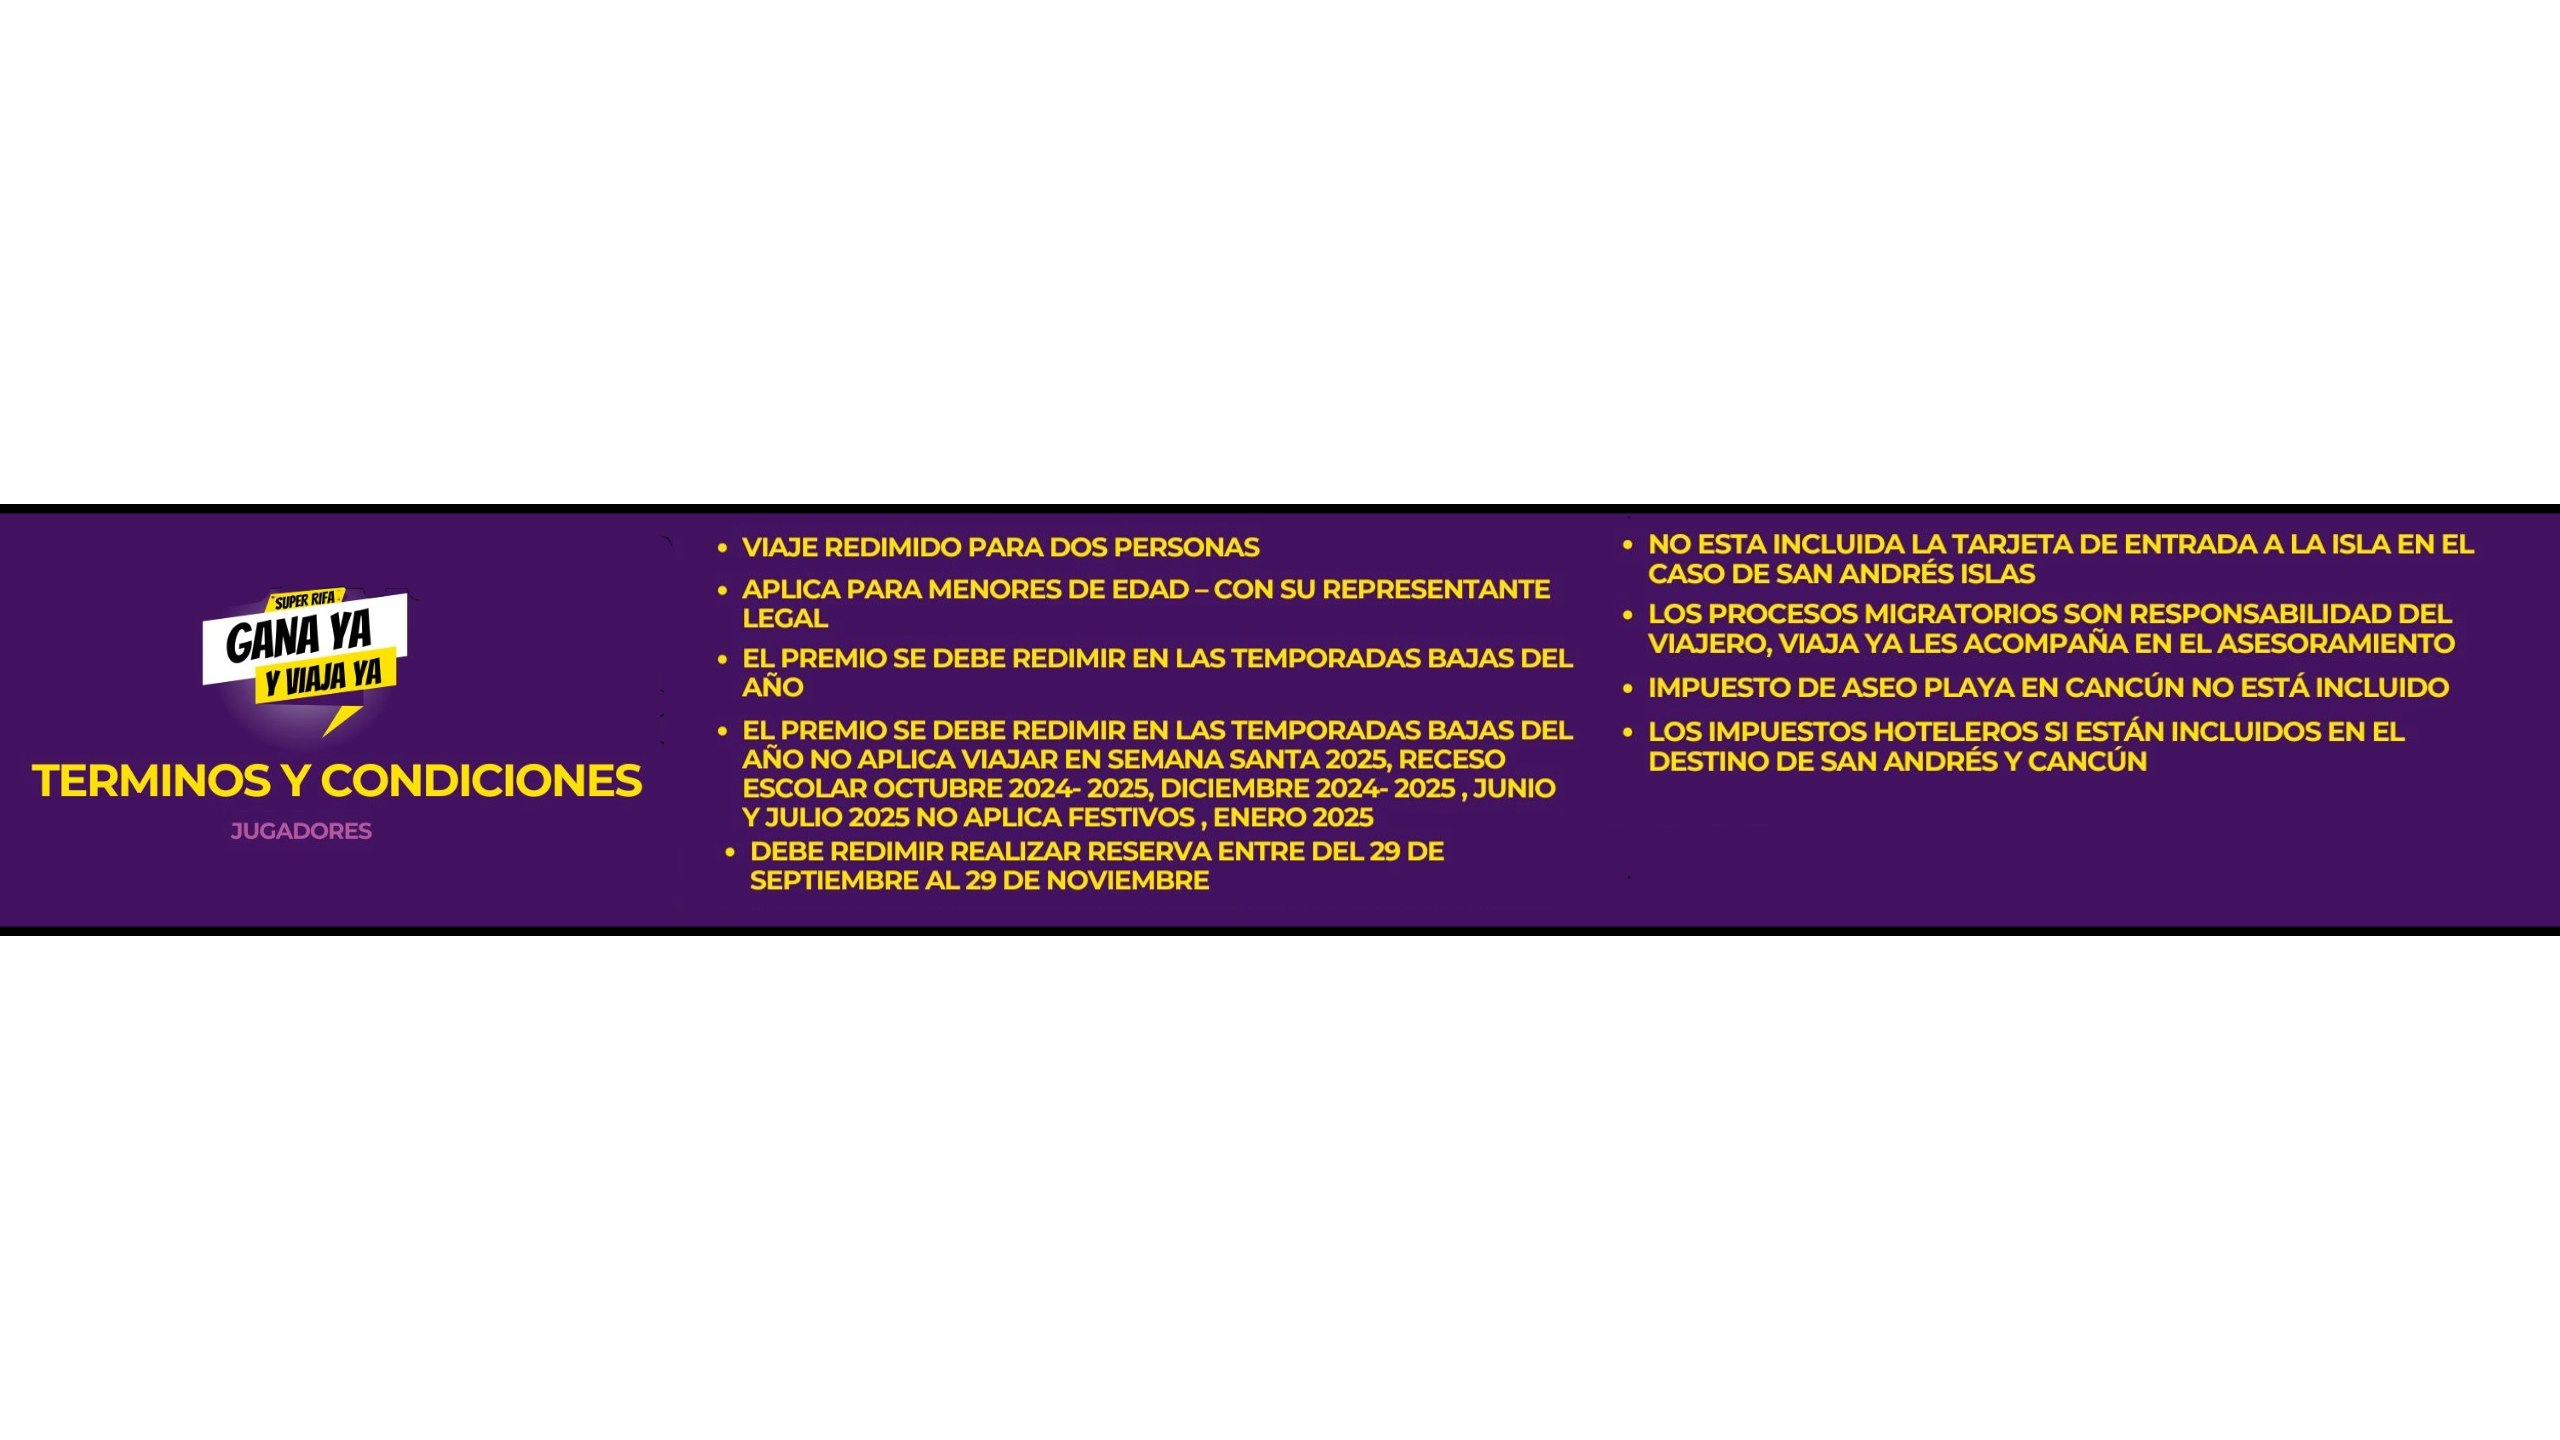 SUPER RIFA
GANA YA
Y VIAJA YA
TERMINOS Y CONDICIONES
JUGADORES
• VIAJE REDIMIDO PARA DOS PERSONAS
• APLICA PARA MENORES DE EDAD – CON SU REPRESENTANTE
LEGAL
• EL PREMIO SE DEBE REDIMIR EN LAS TEMPORADAS BAJAS DEL
AÑO
• EL PREMIO SE DEBE REDIMIR EN LAS TEMPORADAS BAJAS DEL
AÑO NO APLICA VIAJAR EN SEMANA SANTA 2025, RECESO
ESCOLAR OCTUBRE 2024- 2025, DICIEMBRE 2024- 2025 , JUNIO
Y JULIO 2025 NO APLICA FESTIVOS , ENERO 2025
• DEBE REDIMIR REALIZAR RESERVA ENTRE DEL 29 DE
SEPTIEMBRE AL 29 DE NOVIEMBRE
• NO ESTA INCLUIDA LA TARJETA DE ENTRADA A LA ISLA EN EL
CASO DE SAN ANDRÉS ISLAS
• LOS PROCESOS MIGRATORIOS SON RESPONSABILIDAD DEL
VIAJERO, VIAJA YA LES ACOMPAÑA EN EL ASESORAMIENTO
• IMPUESTO DE ASEO PLAYA EN CANCÚN NO ESTÁ INCLUIDO
• LOS IMPUESTOS HOTELEROS SI ESTÁN INCLUIDOS EN EL
DESTINO DE SAN ANDRÉS Y CANCÚN